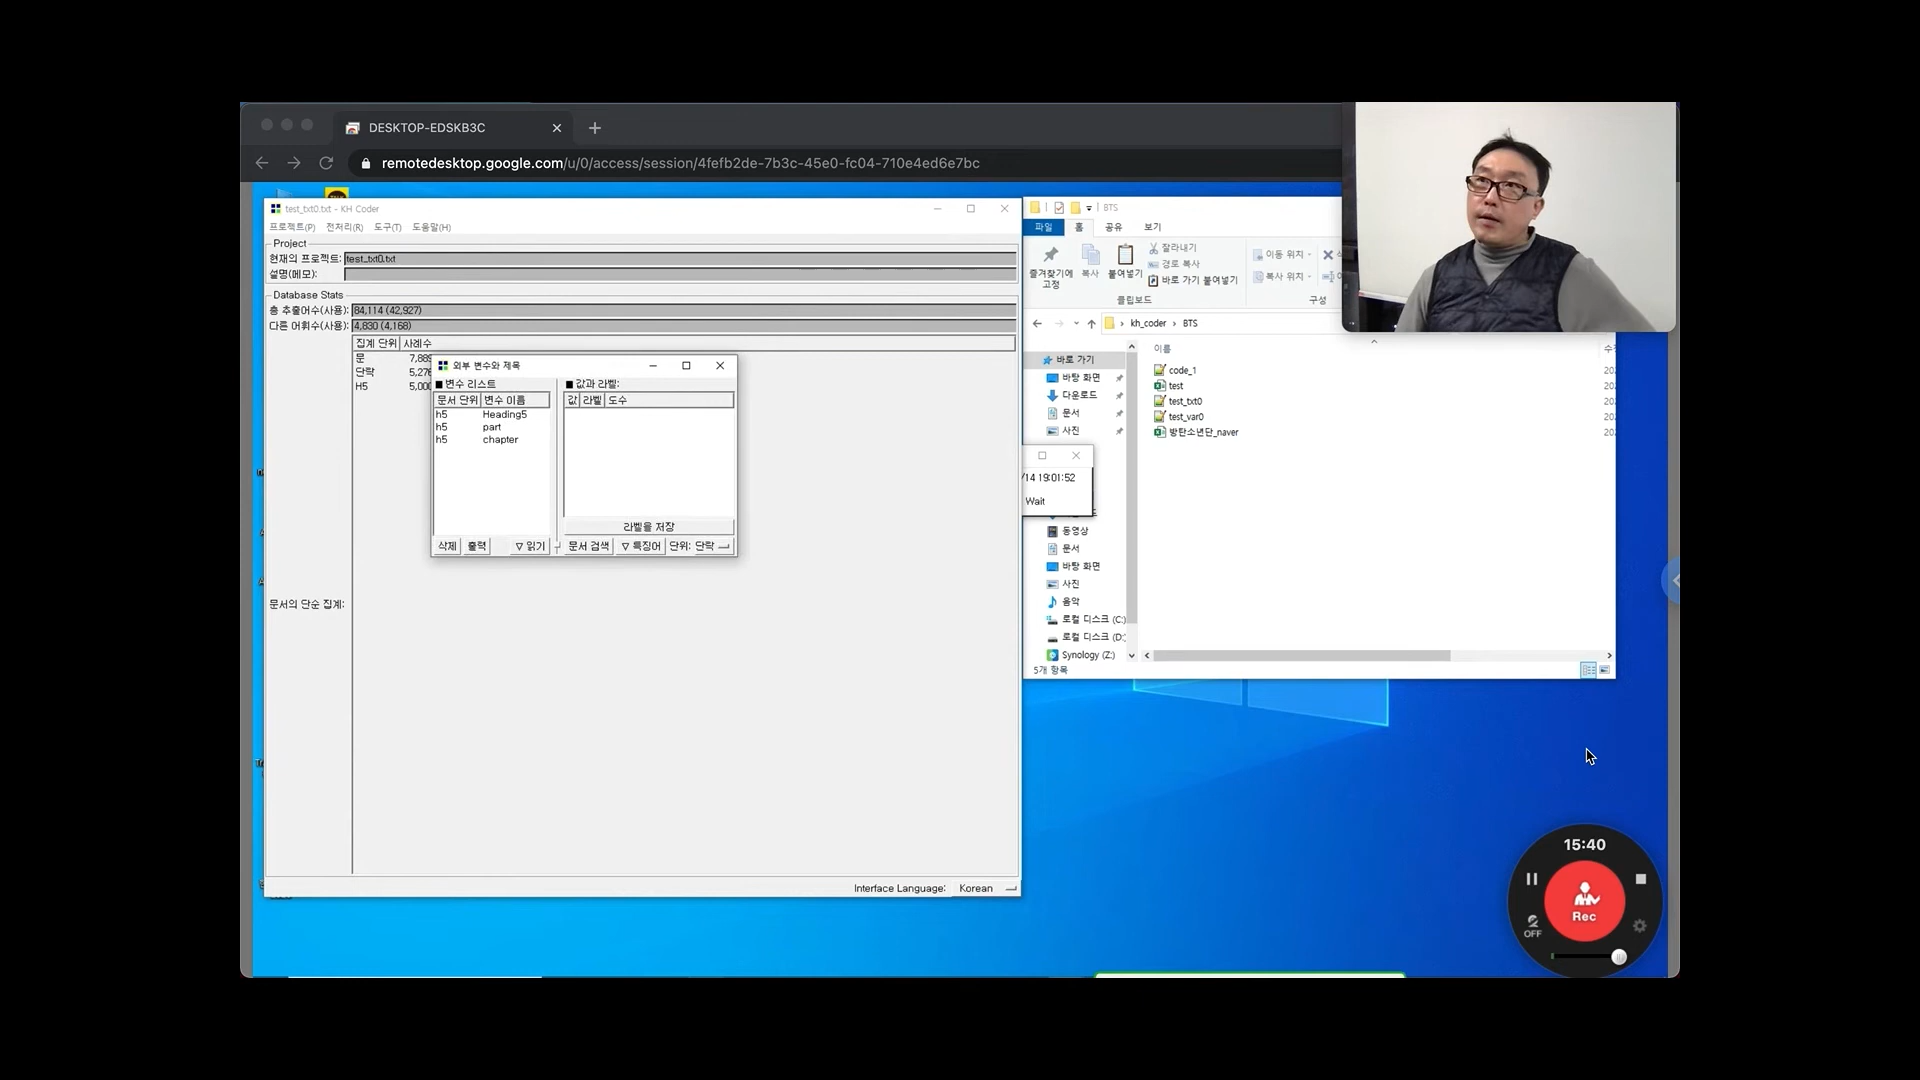 DESKTOP-EDSKB3C
remotedesktop.google.com/u/0/access/session/4fefb2de-7b3c-45e0-fc04-710e4ed6e7bc
test_txt0.txt - KH Coder
프로젝트(P) 전처리(R) 도구(T) 도움말(H)
Project
현재의 프로젝트: test_txt0.txt
설명(메모):
Database Stats
총 추출어수(사용): 84,114 (42,927)
다른 어휘수(사용): 4,830 (4,168)
집계 단위 사례수
문
단락
H5
문서의 단순 집계:
외부 변수와 제목
■ 변수 리스트
문서 단위 변수 이름
h5 Heading5
h5 part
h5 chapter
삭제 출력 ▽ 읽기
■ 값과 라벨:
값 라벨 도수
라벨을 저장
문서 검색 ▽ 특징어 단위: 단락
Interface Language: Korean
BTS
파일 홈 공유 보기
즐겨찾기에 고정
복사
붙여넣기
잘라내기
경로 복사
바로 가기 붙여넣기
클립보드
이동 위치
복사 위치
구성
kh_coder › BTS
바로 가기
바탕 화면
다운로드
문서
사진
/14 19:01:52
Wait
동영상
문서
바탕 화면
사진
음악
로컬 디스크 (C:)
로컬 디스크 (D:)
Synology (Z:)
5개 항목
이름
code_1
test
test_txt0
test_var0
방탄소년단_naver
15:40
Rec
OFF